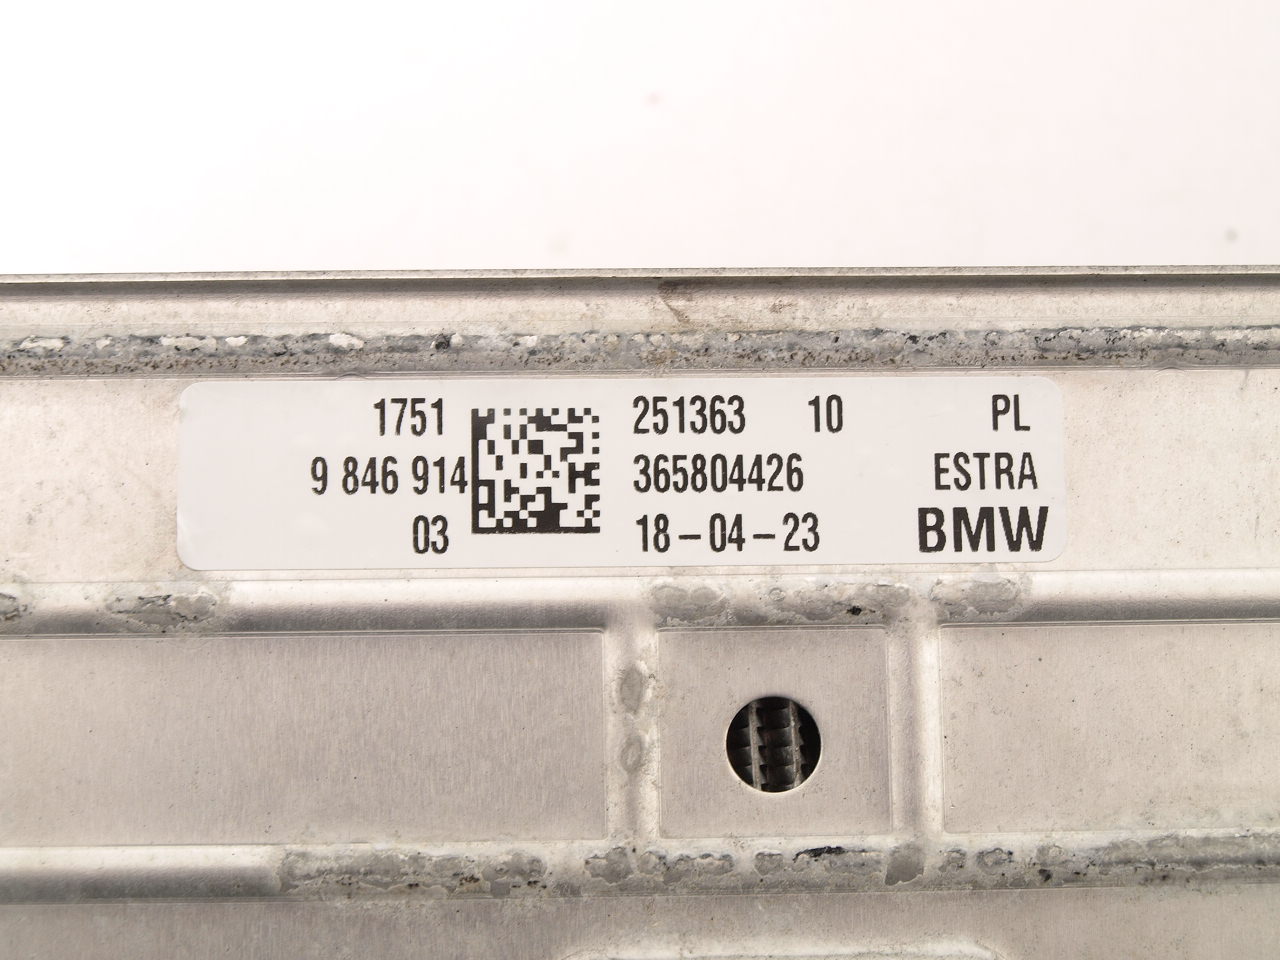 1751 251363 10 PL
9 846 914 365804426 ESTRA
03 18-04-23 BMW